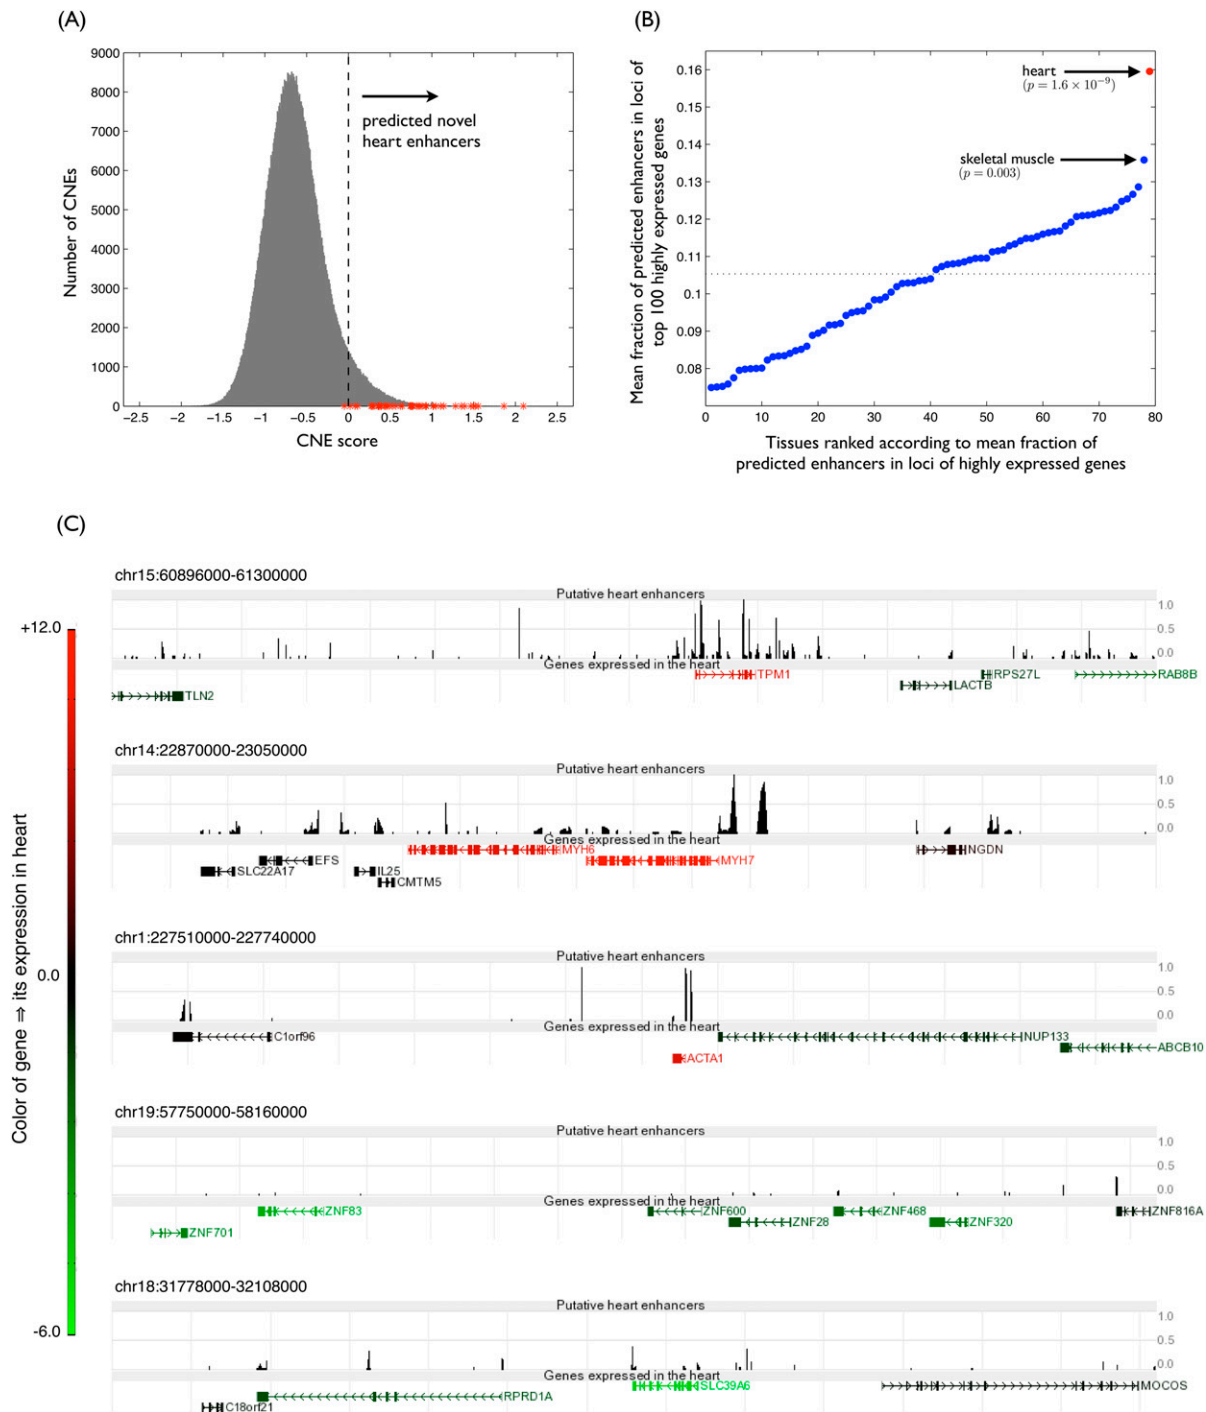 (A)
9000
8000
7000
6000
5000
4000
3000
2000
1000
0
Number of CNEs
predicted novel
heart enhancers
−2.5 −2 −1.5 −1 −0.5 0 0.5 1 1.5 2 2.5
CNE score
(B)
0.16
0.15
0.14
0.13
0.12
0.11
0.1
0.09
0.08
Mean fraction of predicted enhancers in loci of
top 100 highly expressed genes
heart
(p = 1.6 × 10⁻⁹)
skeletal muscle
(p = 0.003)
0 10 20 30 40 50 60 70 80
Tissues ranked according to mean fraction of
predicted enhancers in loci of highly expressed genes
(C)
+12.0
0.0
-6.0
Color of gene ⇒ its expression in heart
chr15:60896000-61300000
Putative heart enhancers
1.0
0.5
0.0
Genes expressed in the heart
TPM1 RPS27L RAB8B
LACTB
TLN2
chr14:22870000-23050000
Putative heart enhancers
1.0
0.5
0.0
Genes expressed in the heart
MYH6 NGDN
EFS MYH7
SLC22A17 IL25
CMTM5
chr1:227510000-227740000
Putative heart enhancers
1.0
0.5
0.0
Genes expressed in the heart
C1orf96 NUP133
ABCB10
ACTA1
chr19:57750000-58160000
Putative heart enhancers
1.0
0.5
0.0
Genes expressed in the heart
ZNF83 ZNF600 ZNF468 ZNF816A
ZNF28 ZNF320
ZNF701
chr18:31778000-32108000
Putative heart enhancers
1.0
0.5
0.0
Genes expressed in the heart
SLC39A6 MOCOS
RPRD1A
C18orf21